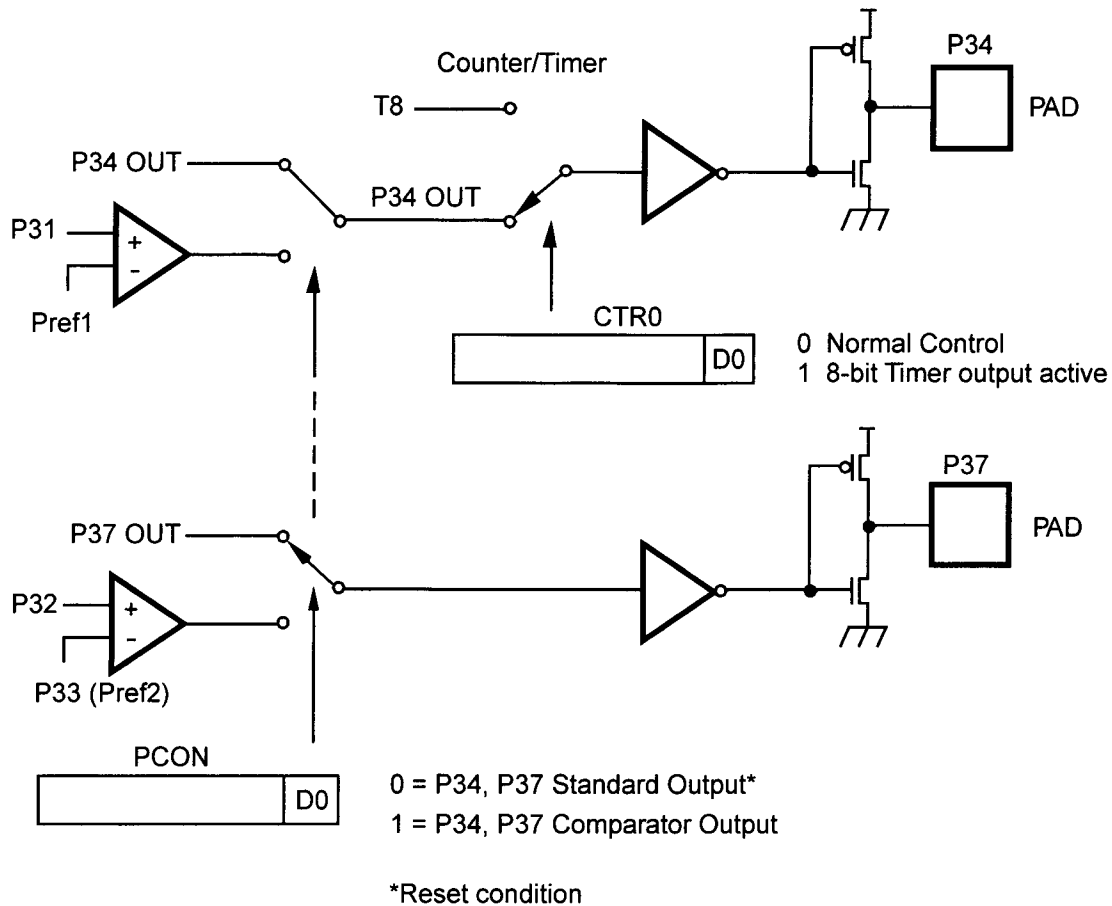 P34
Counter/Timer
T8
PAD
P34 OUT
P34 OUT
P31
+
-
Pref1
CTR0
D0
0 Normal Control
1 8-bit Timer output active
P37
P37 OUT
PAD
P32
+
-
P33 (Pref2)
PCON
D0
0 = P34, P37 Standard Output*
1 = P34, P37 Comparator Output
*Reset condition